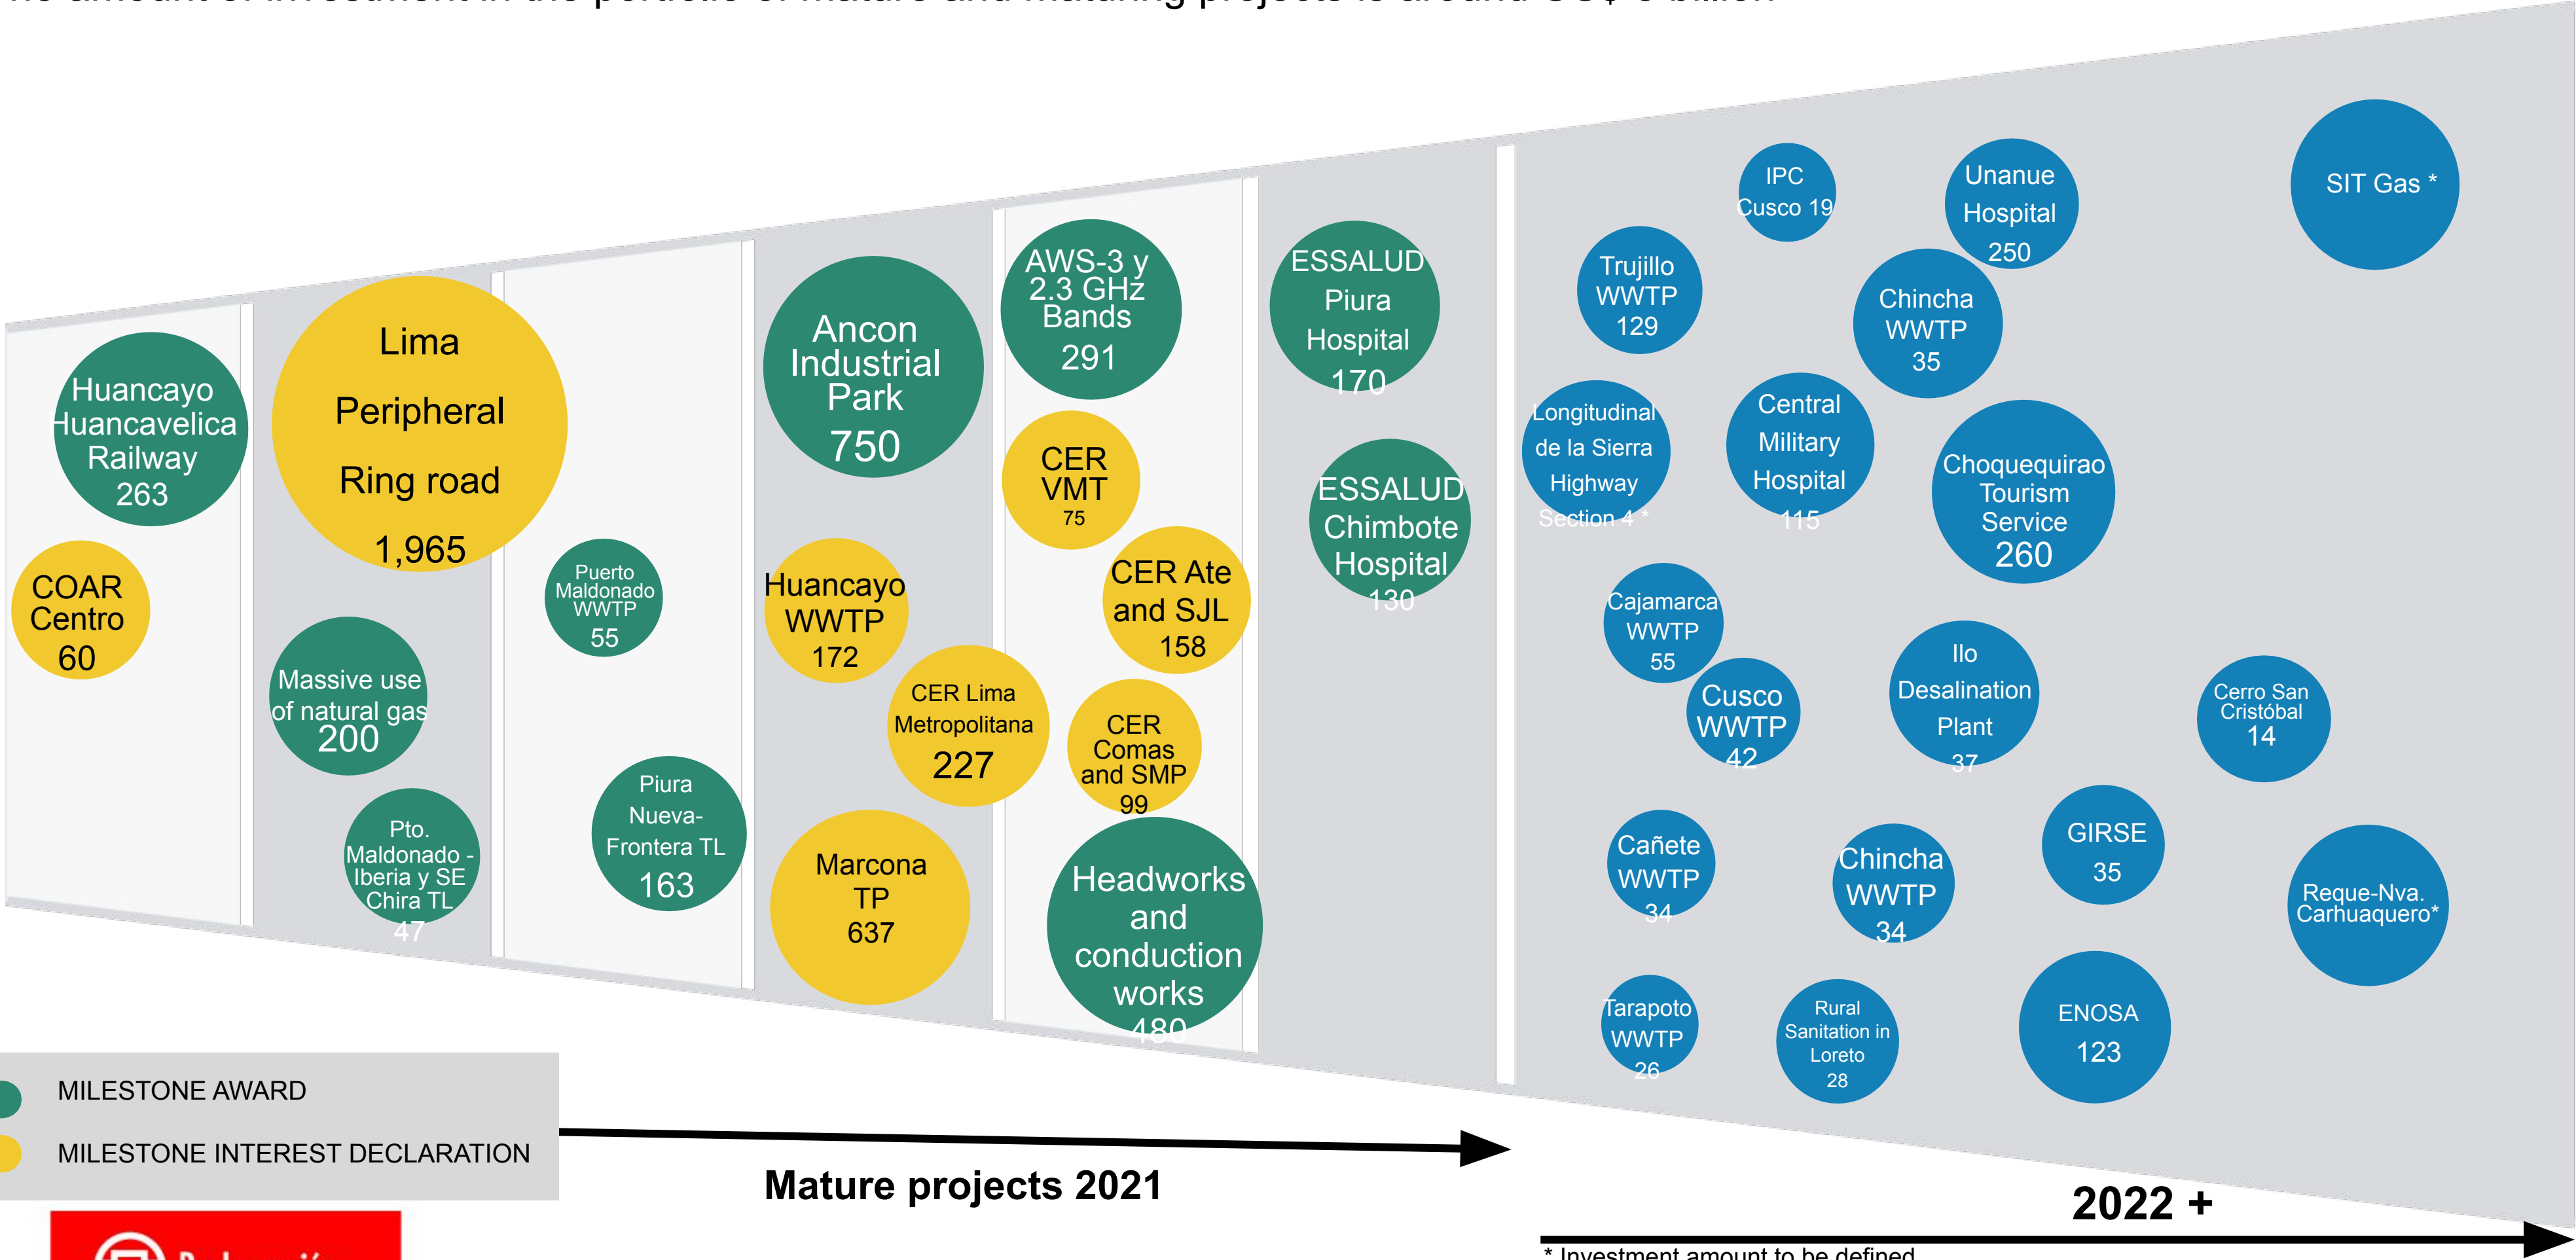 Huancayo
Huancavelica
Railway
263
COAR
Centro
60
Lima
Peripheral
Ring road
1,965
Massive use
of natural gas
200
Pto.
Maldonado -
Iberia y SE
Chira TL
47
Puerto
Maldonado
WWTP
55
Piura
Nueva-
Frontera TL
163
Ancon
Industrial
Park
750
Huancayo
WWTP
172
CER Lima
Metropolitana
227
Marcona
TP
637
AWS-3 y
2.3 GHz
Bands
291
CER
VMT
75
CER Ate
and SJL
158
CER
Comas
and SMP
99
Headworks
and
conduction
works
480
ESSALUD
Piura
Hospital
170
ESSALUD
Chimbote
Hospital
130
IPC
Cusco 19
Unanue
Hospital
250
SIT Gas *
Trujillo
WWTP
129
Chincha
WWTP
35
Longitudinal
de la Sierra
Highway
Section 4 *
Central
Military
Hospital
115
Choquequirao
Tourism
Service
260
Cajamarca
WWTP
55
Cusco
WWTP
42
Ilo
Desalination
Plant
37
Cerro San
Cristóbal
14
Cañete
WWTP
34
Chincha
WWTP
34
GIRSE
35
Reque-Nva.
Carhuaquero*
Tarapoto
WWTP
26
Rural
Sanitation in
Loreto
28
ENOSA
123
MILESTONE AWARD
MILESTONE INTEREST DECLARATION
Mature projects 2021
2022 +
* Investment amount to be defined